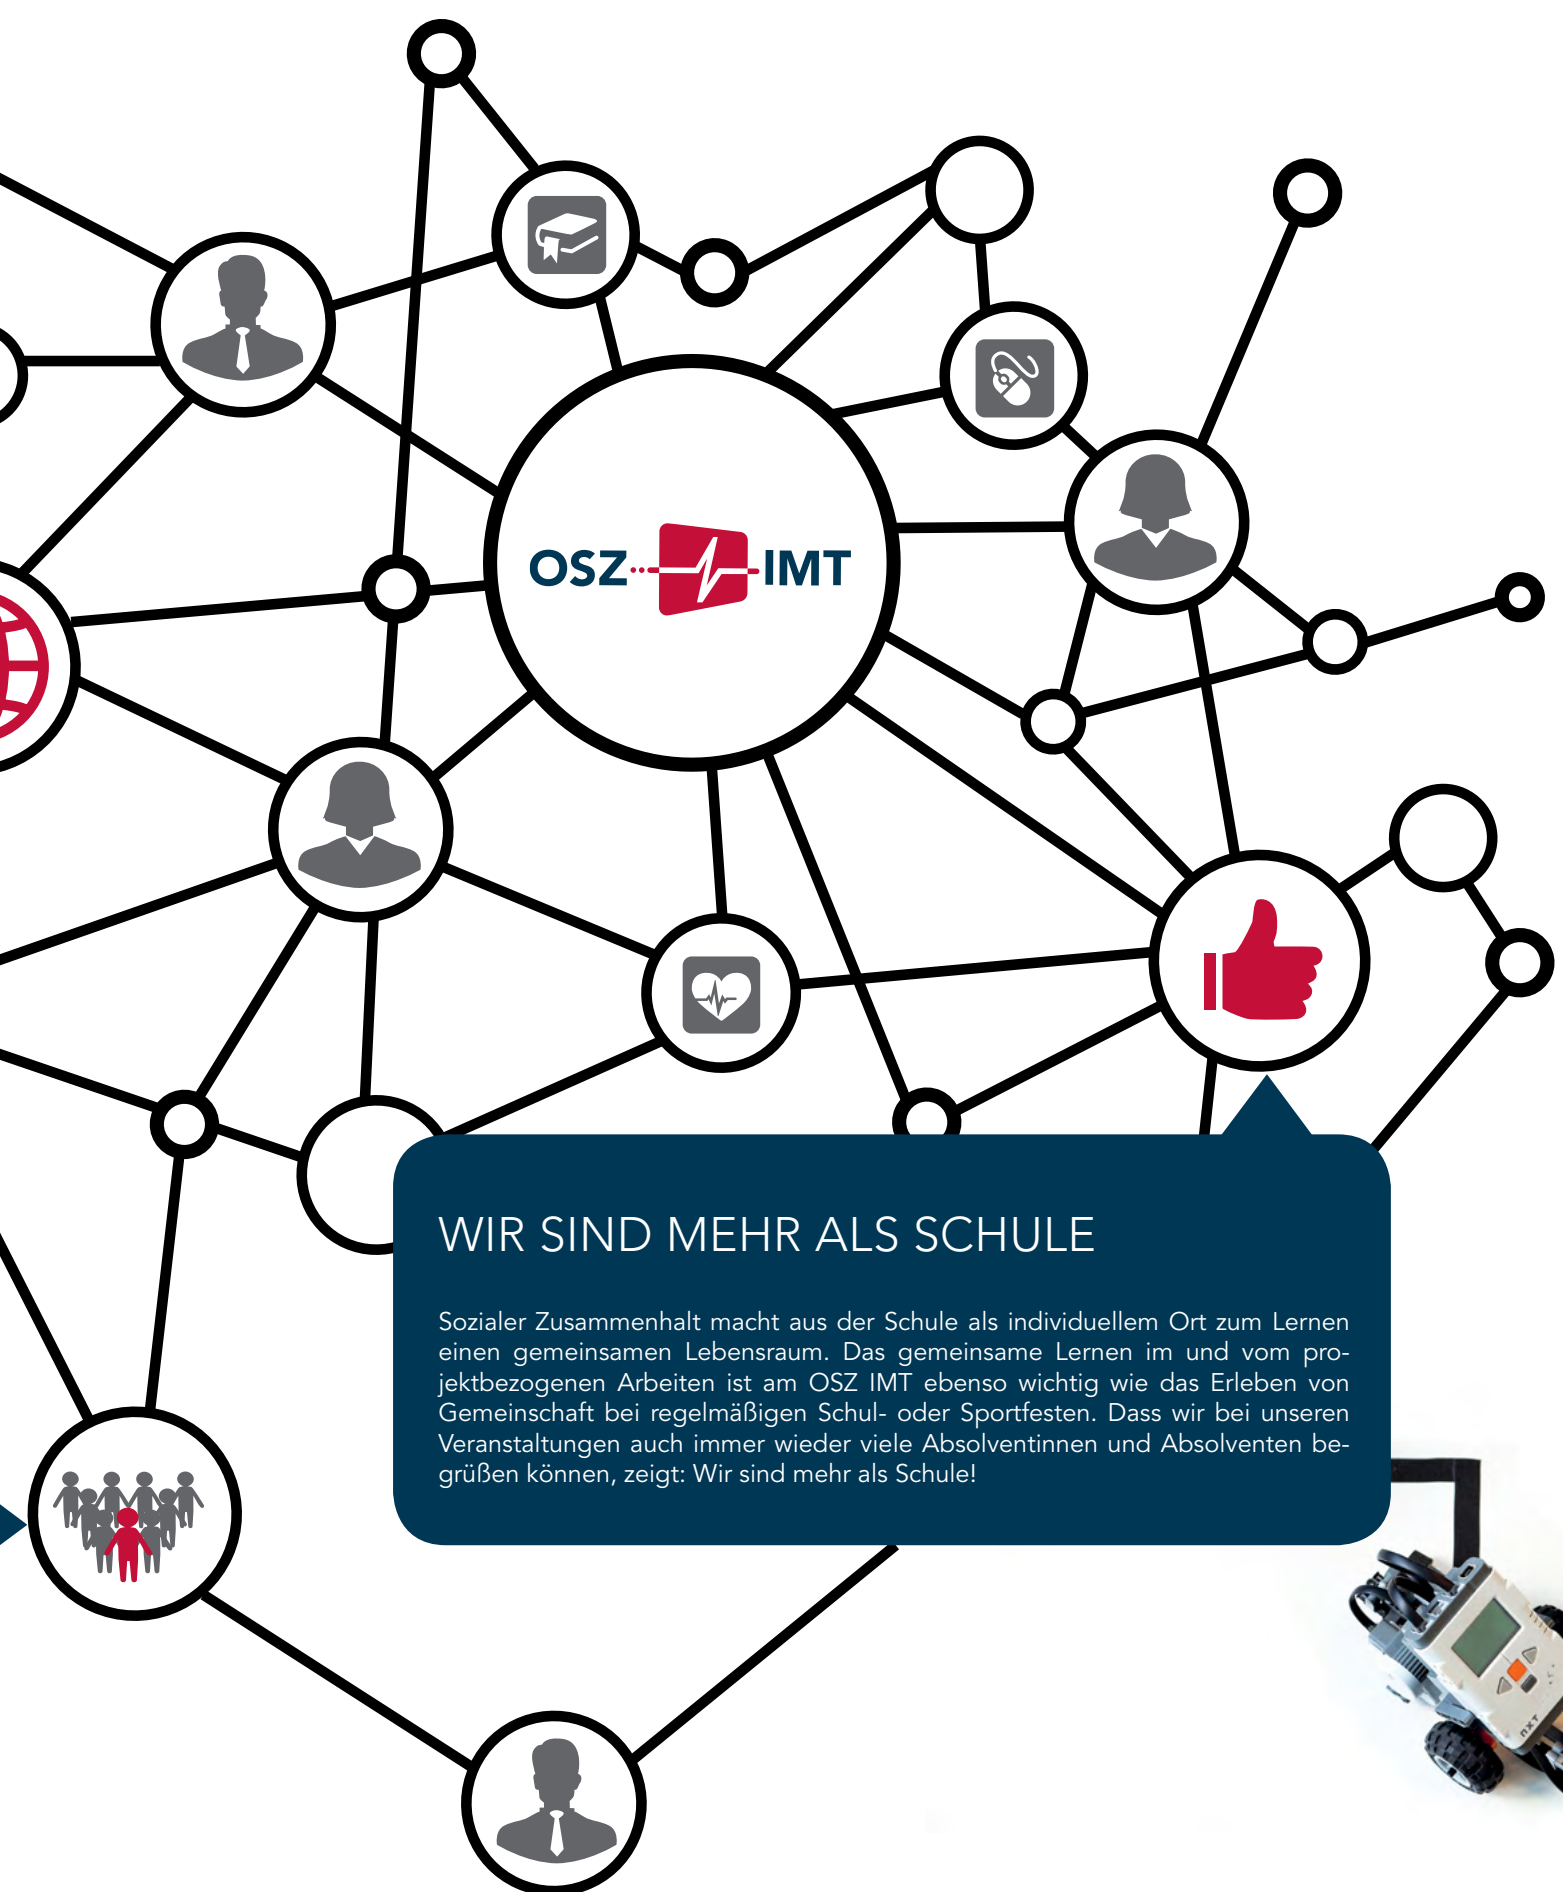 OSZ IMT
WIR SIND MEHR ALS SCHULE
Sozialer Zusammenhalt macht aus der Schule als individuellem Ort zum Lernen
einen gemeinsamen Lebensraum. Das gemeinsame Lernen im und vom pro-
jektbezogenen Arbeiten ist am OSZ IMT ebenso wichtig wie das Erleben von
Gemeinschaft bei regelmäßigen Schul- oder Sportfesten. Dass wir bei unseren
Veranstaltungen auch immer wieder viele Absolventinnen und Absolventen be-
grüßen können, zeigt: Wir sind mehr als Schule!
NXT